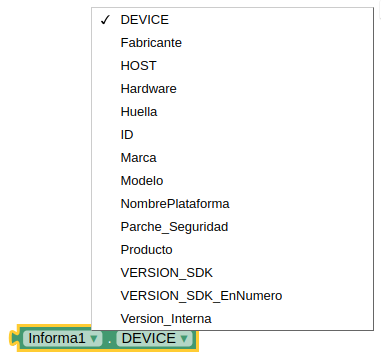 ✓ DEVICE
Fabricante
HOST
Hardware
Huella
ID
Marca
Modelo
NombrePlataforma
Parche_Seguridad
Producto
VERSION_SDK
VERSION_SDK_EnNumero
Version_Interna
Informa1 ▾ . DEVICE ▾